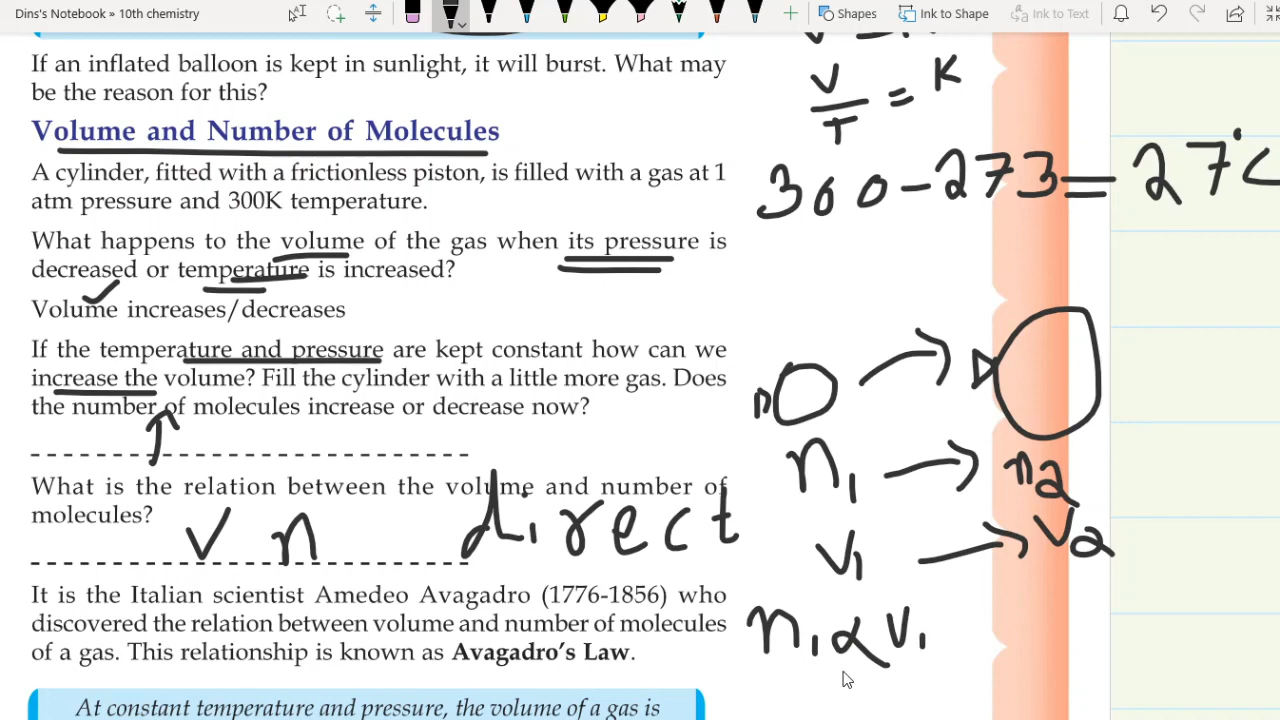 Dins's Notebook » 10th chemistry
Shapes
Ink to Shape
Ink to Text
If an inflated balloon is kept in sunlight, it will burst. What may
be the reason for this?
Volume and Number of Molecules
A cylinder, fitted with a frictionless piston, is filled with a gas at 1
atm pressure and 300K temperature.
What happens to the volume of the gas when its pressure is
decreased or temperature is increased?
Volume increases/decreases
If the temperature and pressure are kept constant how can we
increase the volume? Fill the cylinder with a little more gas. Does
the number of molecules increase or decrease now?
What is the relation between the volume and number of
molecules?
V n direct
It is the Italian scientist Amedeo Avagadro (1776-1856) who
discovered the relation between volume and number of molecules
of a gas. This relationship is known as Avagadro's Law.
At constant temperature and pressure, the volume of a gas is
V/T = K
300-273=27°C
n1 → n2
V1 → V2
n1 ∝ V1